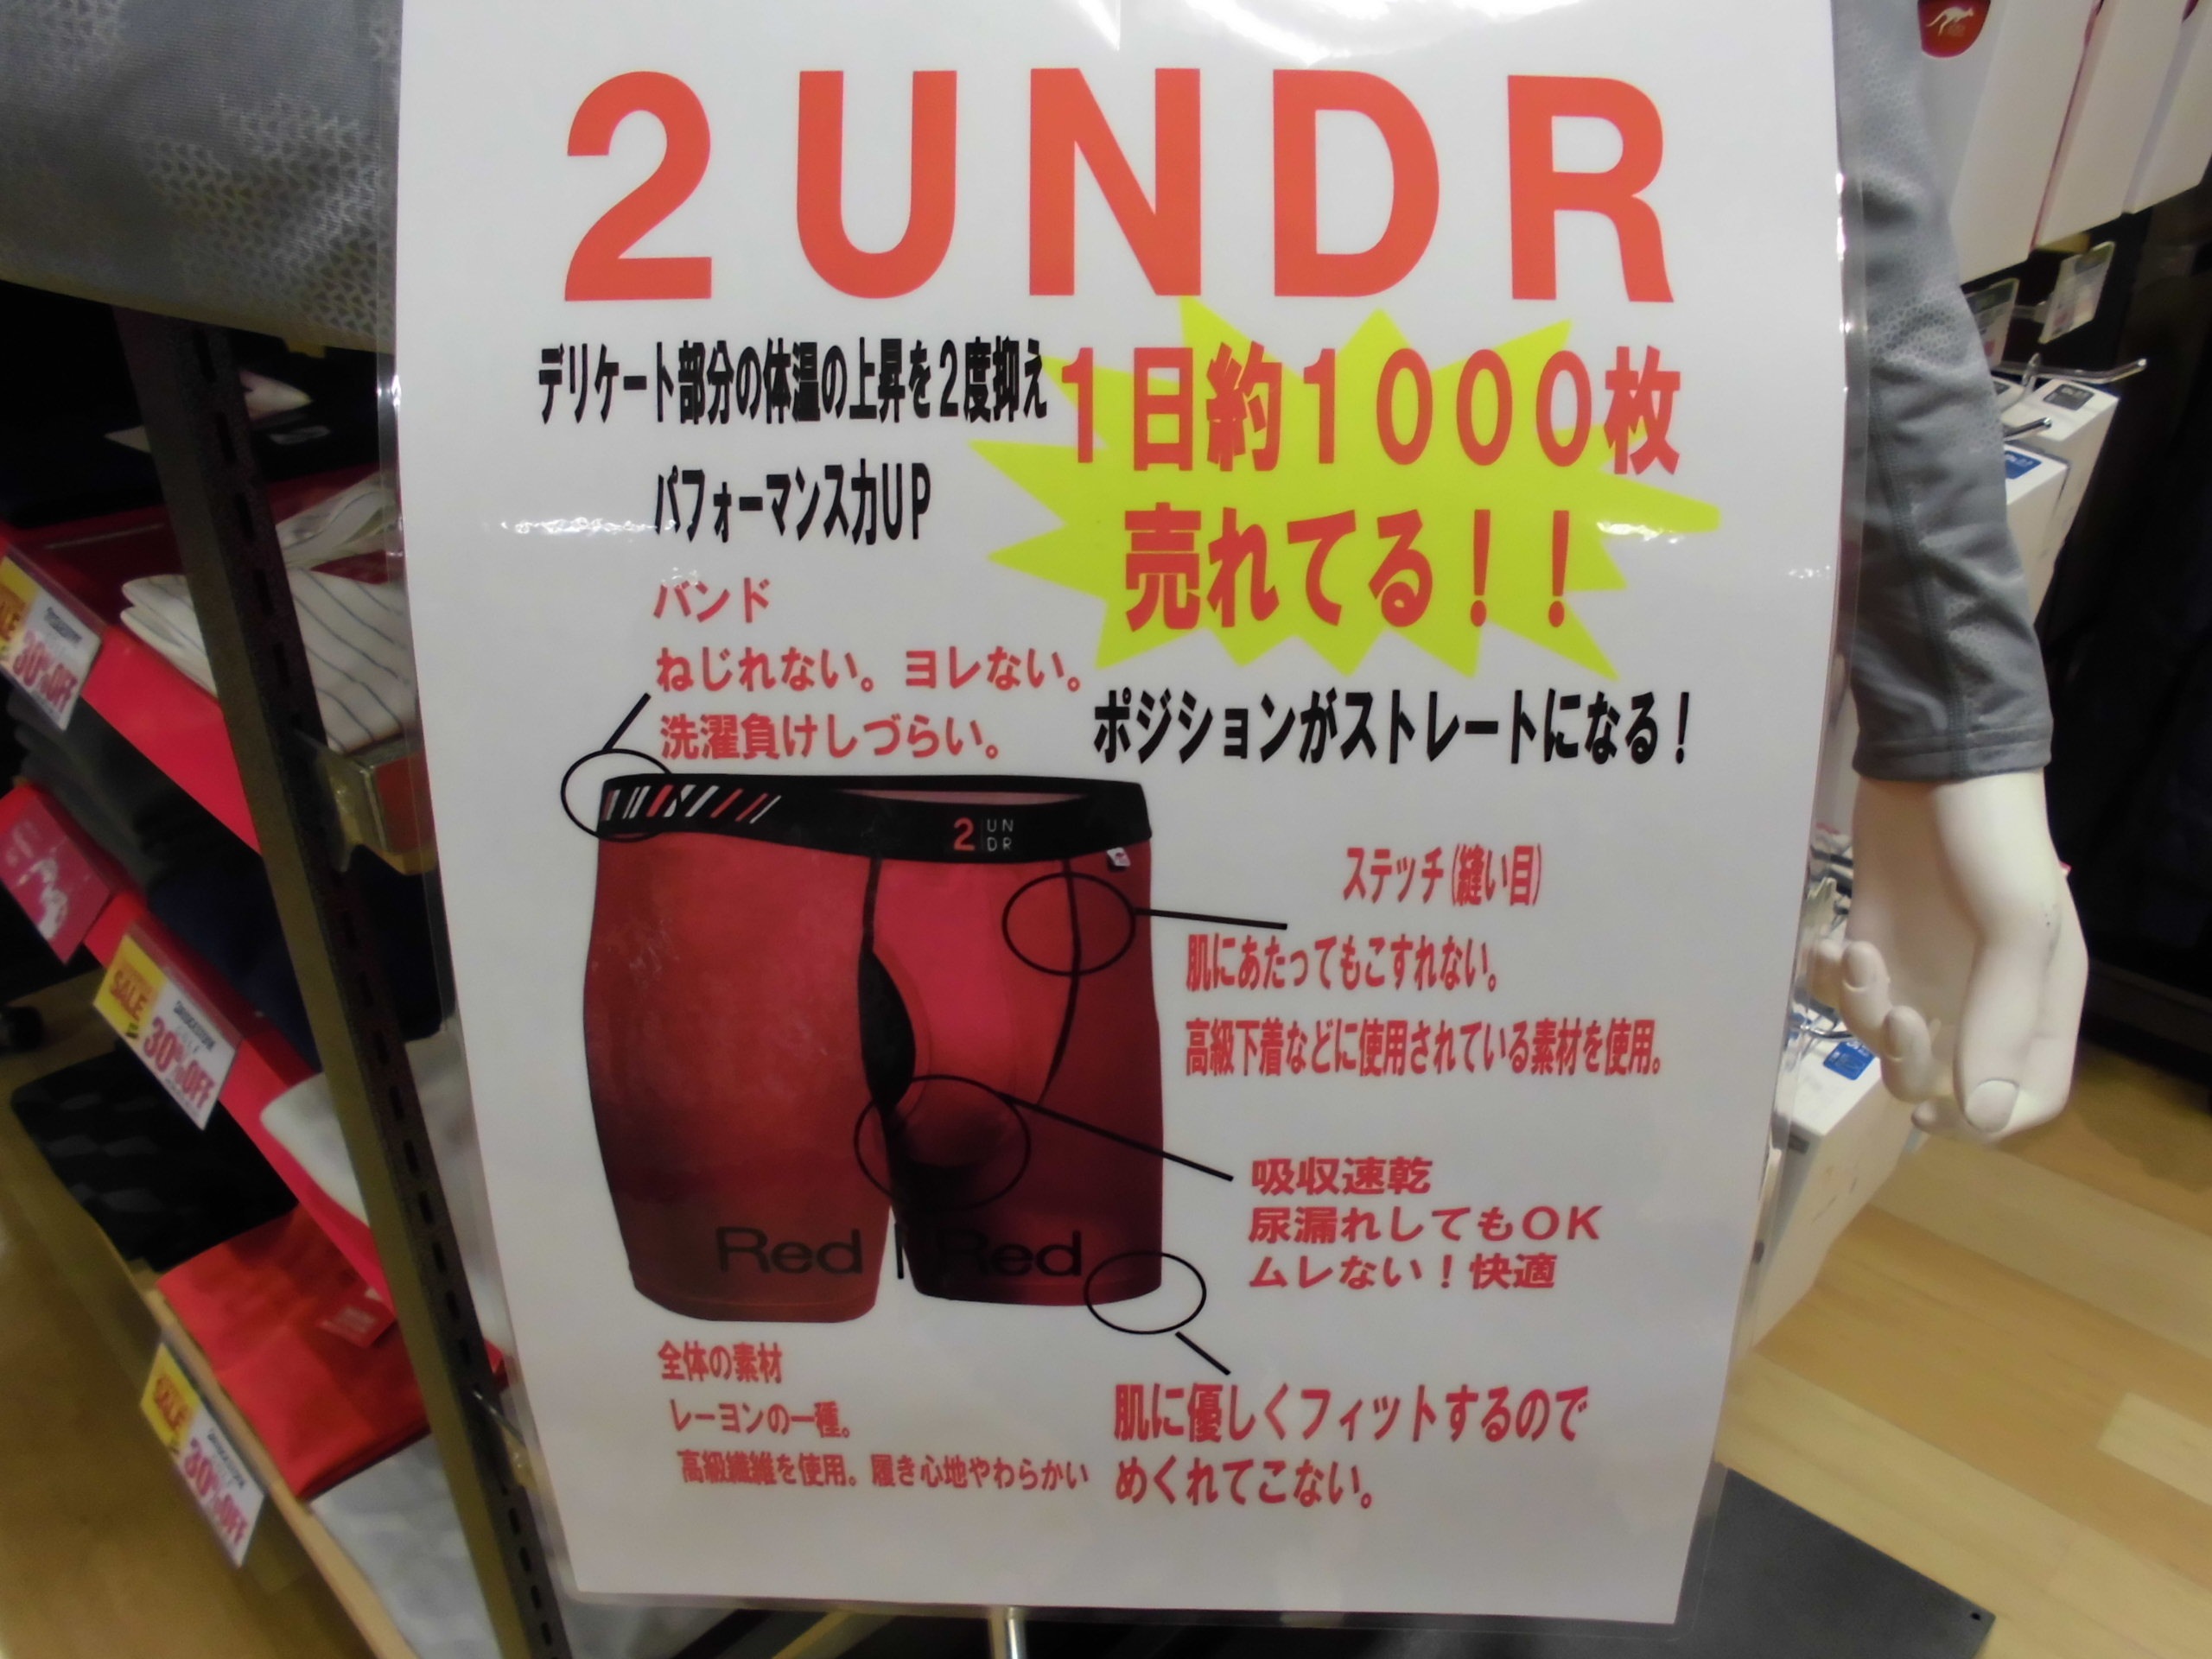 2UNDR
デリケート部分の体温の上昇を2度抑え
パフォーマンス力UP
1日約1000枚
売れてる！！
バンド
ねじれない。ヨレない。
洗濯負けしづらい。
ポジションがストレートになる！
2 UN
DR
ステッチ(縫い目)
肌にあたってもこすれない。
高級下着などに使用されている素材を使用。
吸収速乾
尿漏れしてもOK
ムレない！快適
Red
Red
全体の素材
レーヨンの一種。
高級繊維を使用。履き心地やわらかい
肌に優しくフィットするので
めくれてこない。
30%OFF
SALE
30%OFF
SALE
30%OFF